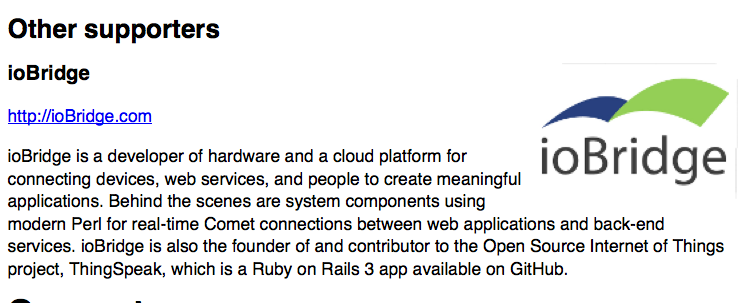 Other supporters
ioBridge
http://ioBridge.com
ioBridge
ioBridge is a developer of hardware and a cloud platform for
connecting devices, web services, and people to create meaningful
applications. Behind the scenes are system components using
modern Perl for real-time Comet connections between web applications and back-end
services. ioBridge is also the founder of and contributor to the Open Source Internet of Things
project, ThingSpeak, which is a Ruby on Rails 3 app available on GitHub.